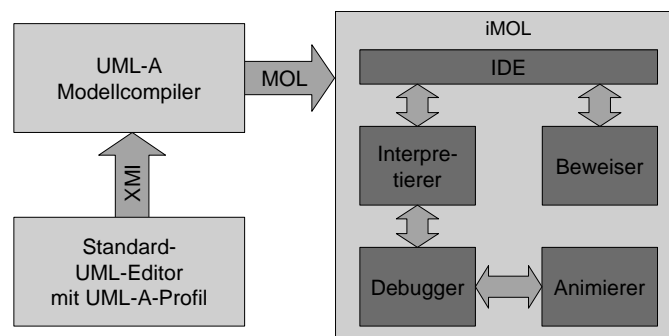 UML-A
Modellcompiler
MOL
XMI
Standard-
UML-Editor
mit UML-A-Profil
iMOL
IDE
Interpre-
tierer
Beweiser
Debugger
Animierer